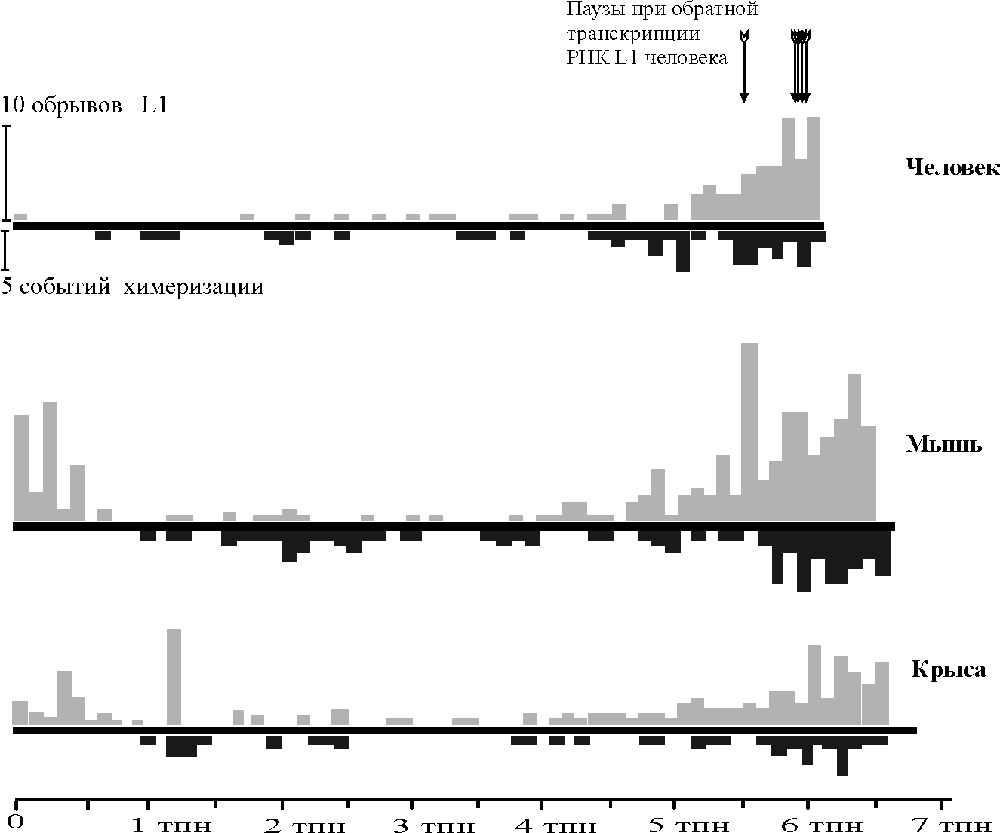 Паузы при обратной
транскрипции
РНК L1 человека
10 обрывов L1
Человек
5 событий химеризации
Мышь
Крыса
0 1 тпн 2 тпн 3 тпн 4 тпн 5 тпн 6 тпн 7 тпн